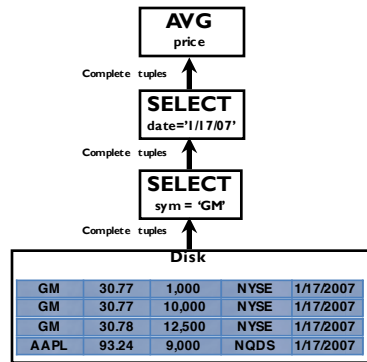 AVG
price
Complete tuples
SELECT
date='1/17/07'
Complete tuples
SELECT
sym = 'GM'
Complete tuples
Disk
GM 30.77 1,000 NYSE 1/17/2007
GM 30.77 10,000 NYSE 1/17/2007
GM 30.78 12,500 NYSE 1/17/2007
AAPL 93.24 9,000 NQDS 1/17/2007